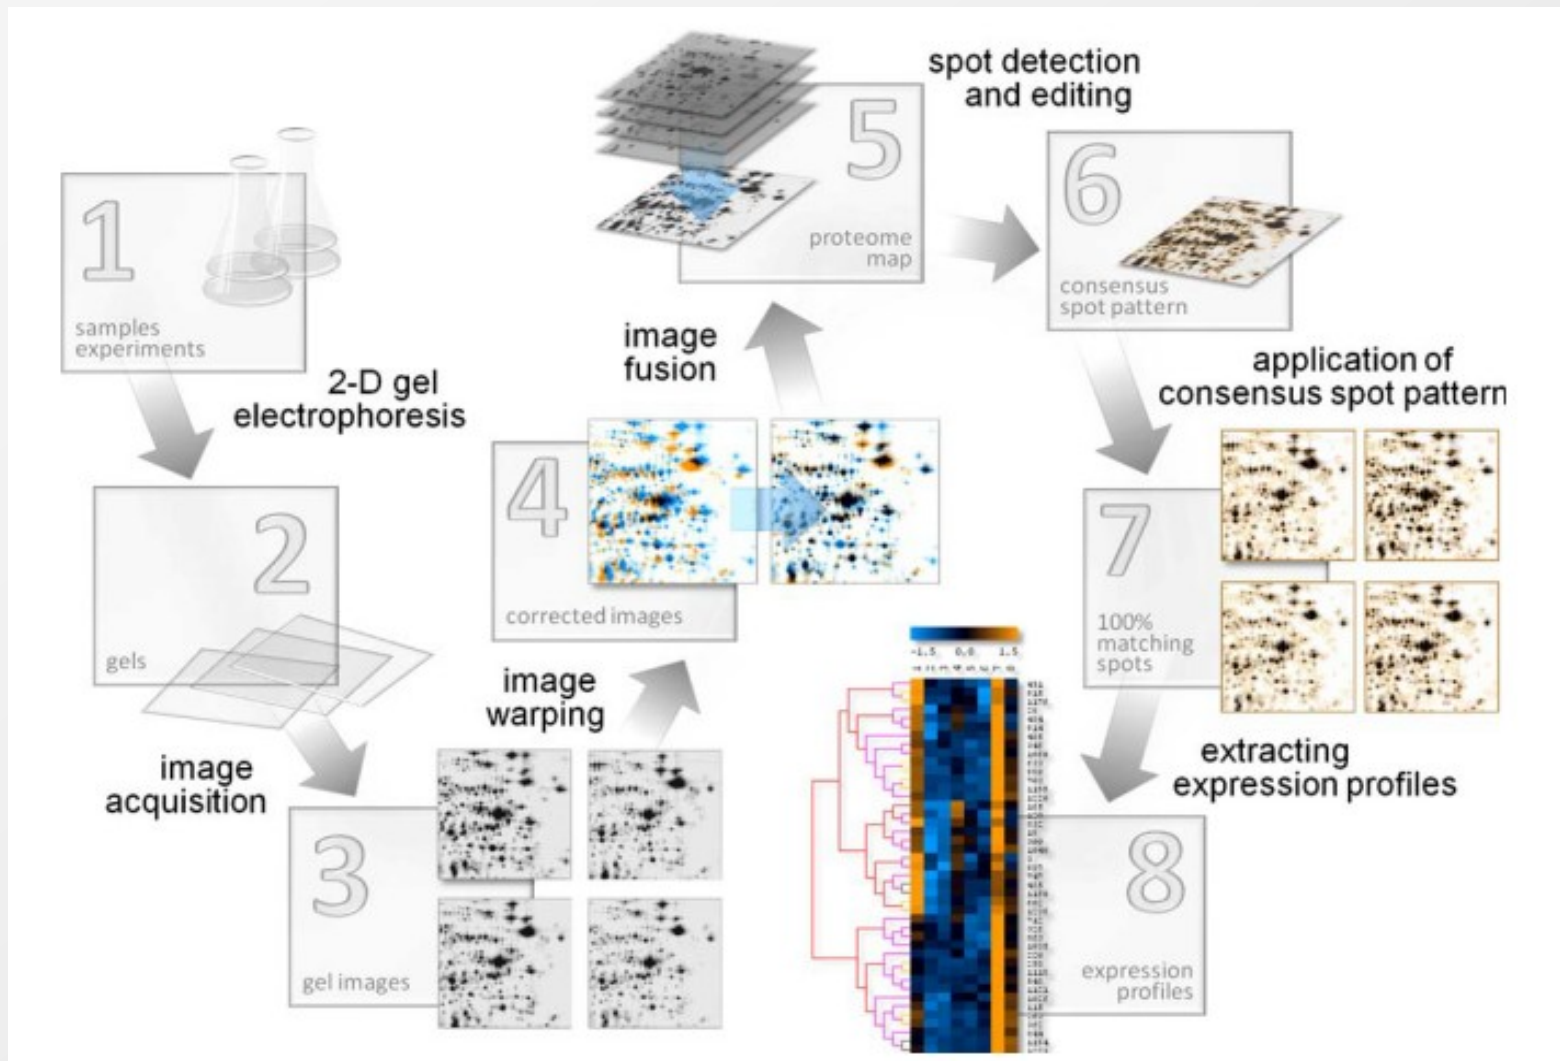 1
samples
experiments
2-D gel
electrophoresis
2
gels
image
acquisition
3
gel images
image
warping
4
corrected images
image
fusion
5
proteome
map
spot detection
and editing
6
consensus
spot pattern
application of
consensus spot pattern
7
100%
matching
spots
extracting
expression profiles
8
expression
profiles
-1.5 0.0 1.5